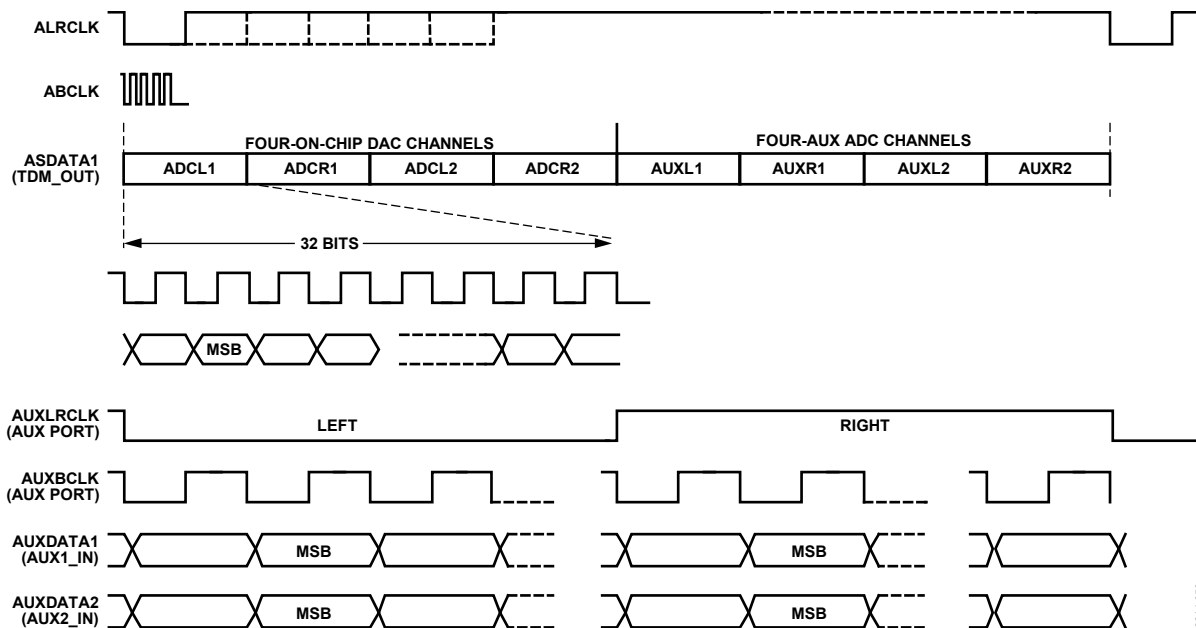 ALRCLK
ABCLK
FOUR-ON-CHIP DAC CHANNELS
FOUR-AUX ADC CHANNELS
ASDATA1
(TDM_OUT)
ADCL1 ADCR1 ADCL2 ADCR2 AUXL1 AUXR1 AUXL2 AUXR2
32 BITS
MSB
AUXLRCLK
(AUX PORT)
LEFT RIGHT
AUXBCLK
(AUX PORT)
AUXDATA1
(AUX1_IN)
MSB MSB
AUXDATA2
(AUX2_IN)
MSB MSB